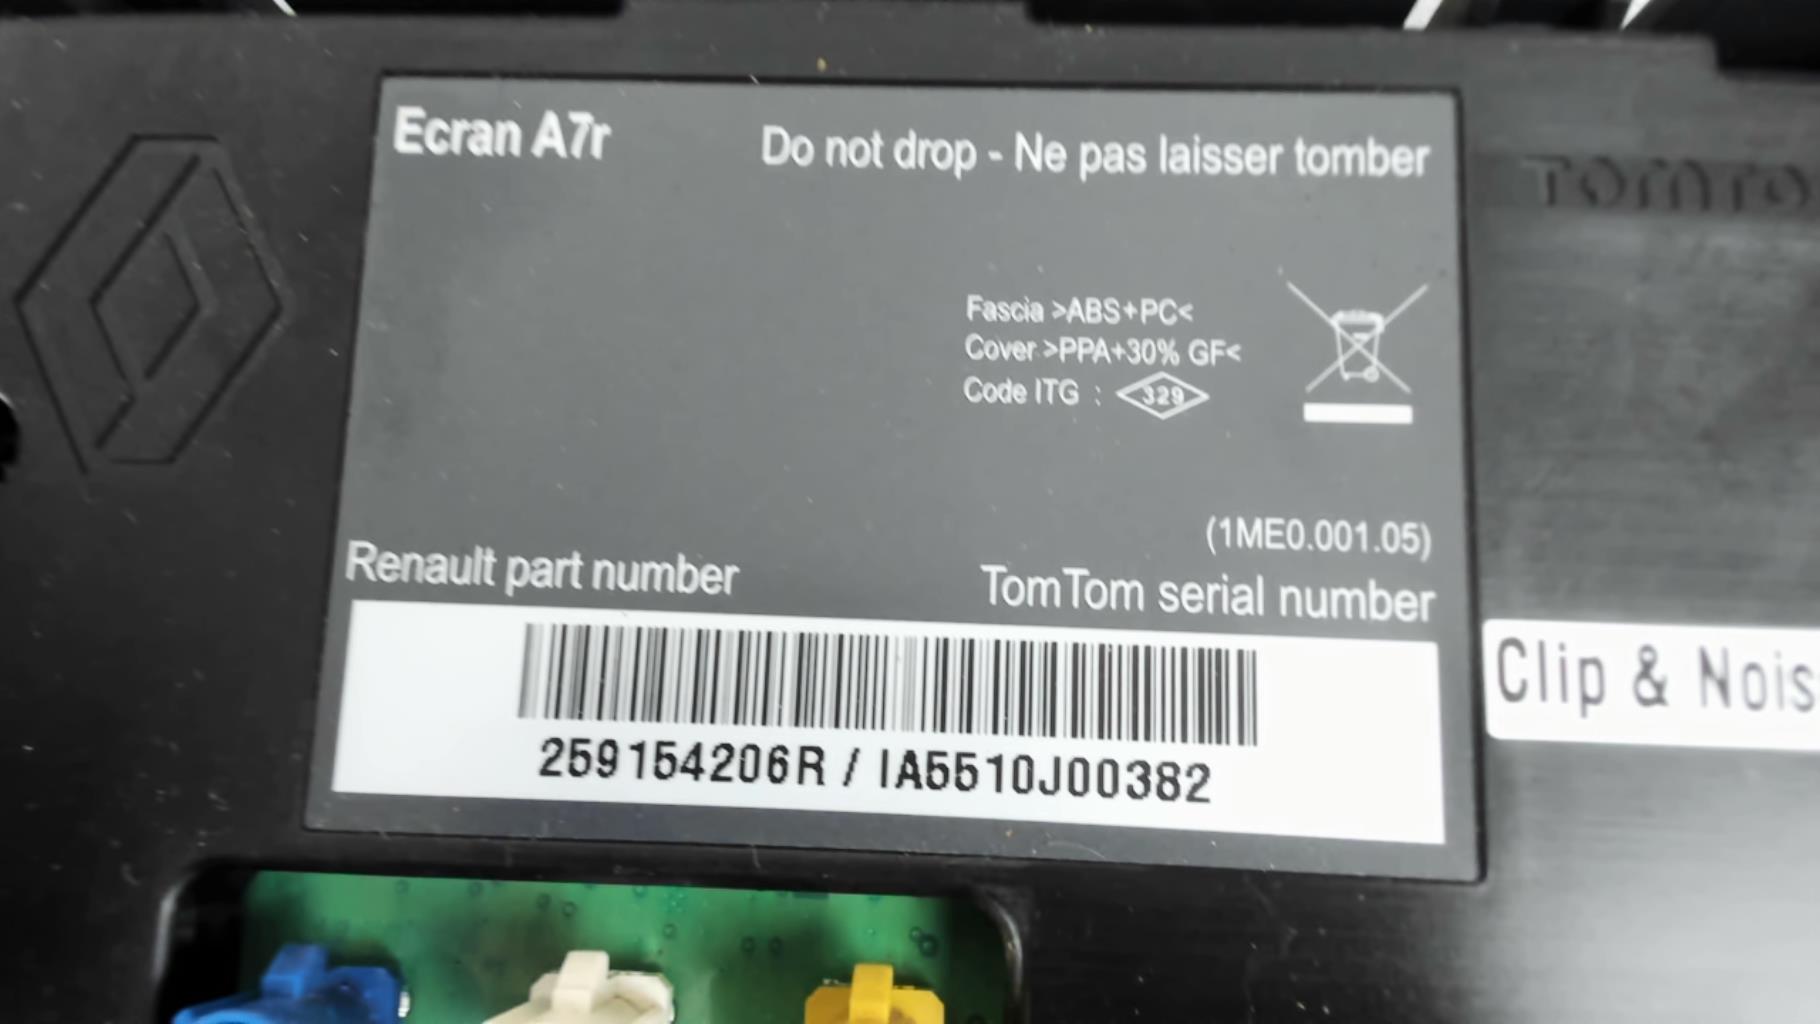 Ecran A7r
Do not drop - Ne pas laisser tomber
Fascia >ABS+PC<
Cover >PPA+30% GF<
Code ITG : 329
(1ME0.001.05)
Renault part number
TomTom serial number
259154206R / IA5510J00382
Clip & Nois